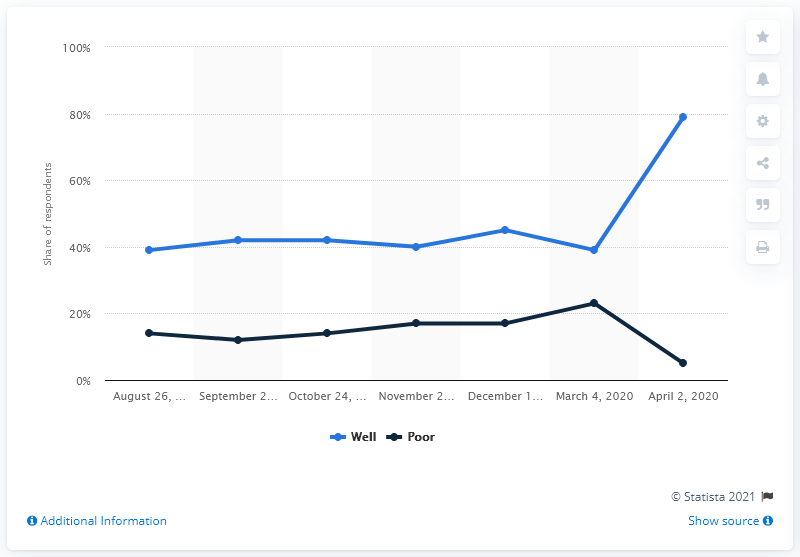 100%
80%
60%
40%
20%
0%
Share of respondents
August 26, ...
September 2...
October 24, ...
November 2...
December 1...
March 4, 2020
April 2, 2020
Well
Poor
© Statista 2021
Additional Information
Show source